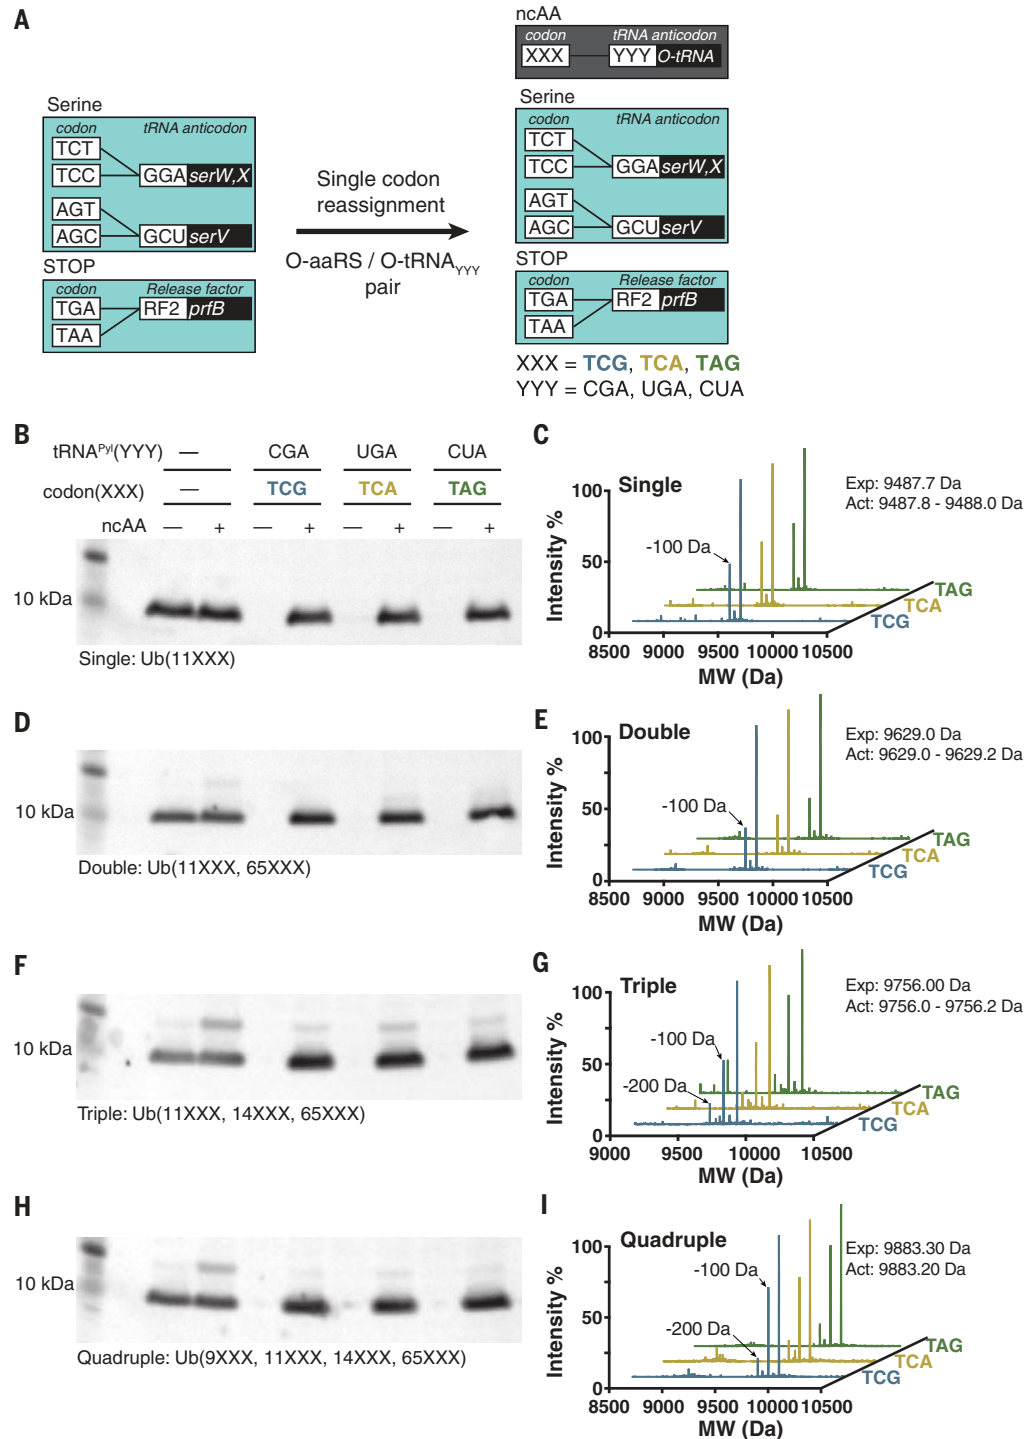 A
Serine
codon tRNA anticodon
TCT
TCC GGA serW,X
AGT
AGC GCU serV
STOP
codon Release factor
TGA RF2 prfB
TAA
Single codon
reassignment
O-aaRS / O-tRNAYYY
pair
ncAA
codon tRNA anticodon
XXX YYY O-tRNA
Serine
codon tRNA anticodon
TCT
TCC GGA serW,X
AGT
AGC GCU serV
STOP
codon Release factor
TGA RF2 prfB
TAA
XXX = TCG, TCA, TAG
YYY = CGA, UGA, CUA
B
tRNAPyl(YYY) — CGA UGA CUA
codon(XXX) — TCG TCA TAG
ncAA — + — + — + — +
10 kDa
Single: Ub(11XXX)
C
Single
Exp: 9487.7 Da
Act: 9487.8 - 9488.0 Da
-100 Da
Intensity %
100
50
0
TAG
TCA
TCG
8500 9000 9500 10000 10500
MW (Da)
D
10 kDa
Double: Ub(11XXX, 65XXX)
E
Double
Exp: 9629.0 Da
Act: 9629.0 - 9629.2 Da
-100 Da
Intensity %
100
50
0
TAG
TCA
TCG
8500 9000 9500 10000 10500
MW (Da)
F
10 kDa
Triple: Ub(11XXX, 14XXX, 65XXX)
G
Triple
Exp: 9756.00 Da
Act: 9756.0 - 9756.2 Da
-100 Da
-200 Da
Intensity %
100
50
0
TAG
TCA
TCG
9000 9500 10000 10500
MW (Da)
H
10 kDa
Quadruple: Ub(9XXX, 11XXX, 14XXX, 65XXX)
I
Quadruple
Exp: 9883.30 Da
Act: 9883.20 Da
-100 Da
-200 Da
Intensity %
100
50
0
TAG
TCA
TCG
8500 9000 9500 10000 10500
MW (Da)